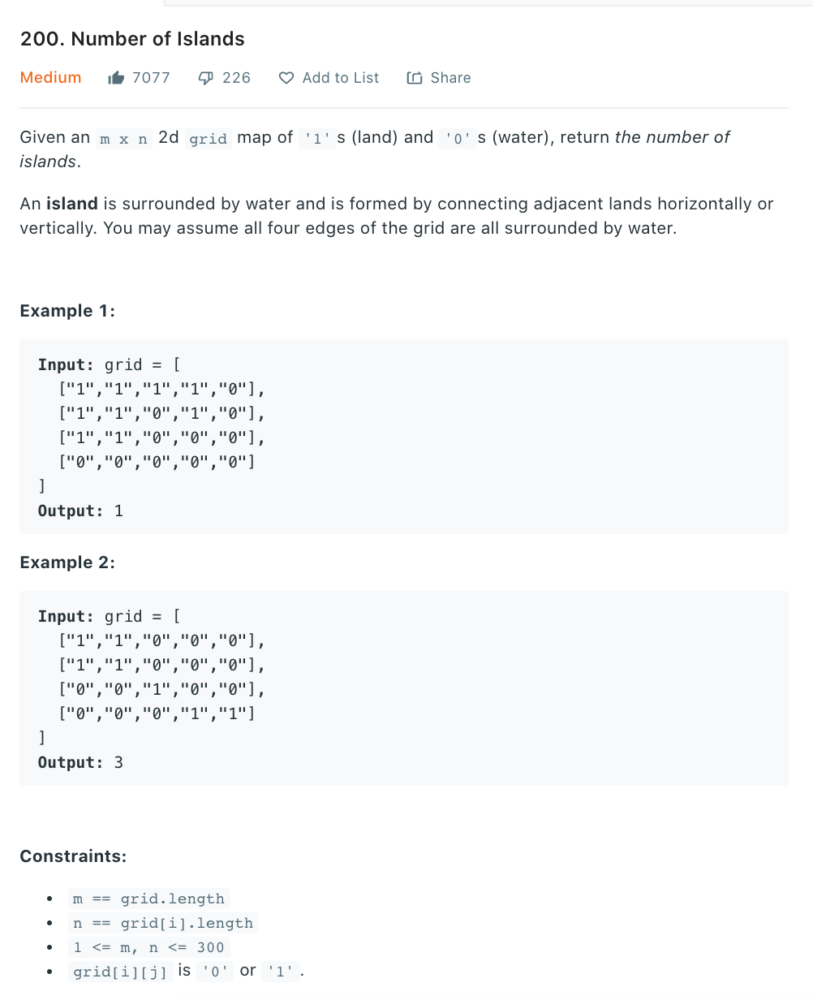 200. Number of Islands
Medium 7077 226 Add to List Share
Given an m x n 2d grid map of '1's (land) and '0's (water), return the number of
islands.
An island is surrounded by water and is formed by connecting adjacent lands horizontally or
vertically. You may assume all four edges of the grid are all surrounded by water.
Example 1:
Input: grid = [
["1","1","1","1","0"],
["1","1","0","1","0"],
["1","1","0","0","0"],
["0","0","0","0","0"]
]
Output: 1
Example 2:
Input: grid = [
["1","1","0","0","0"],
["1","1","0","0","0"],
["0","0","1","0","0"],
["0","0","0","1","1"]
]
Output: 3
Constraints:
• m == grid.length
• n == grid[i].length
• 1 <= m, n <= 300
• grid[i][j] is '0' or '1'.